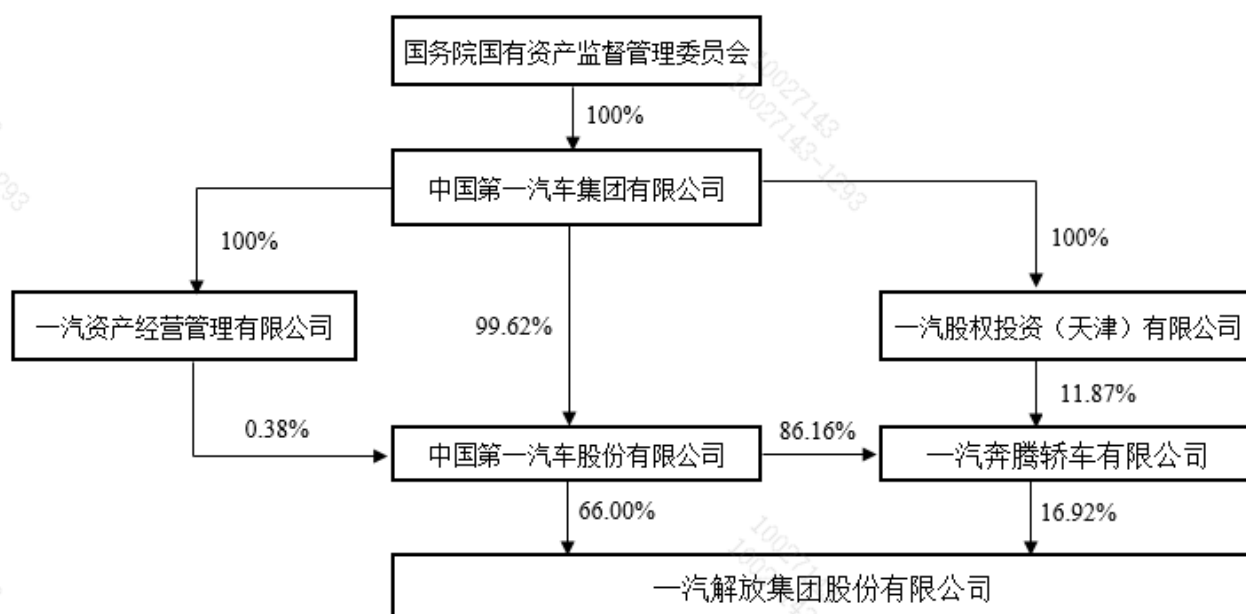 国务院国有资产监督管理委员会
100%
中国第一汽车集团有限公司
100%
99.62%
100%
一汽资产经营管理有限公司
一汽股权投资（天津）有限公司
0.38%
11.87%
中国第一汽车股份有限公司
86.16%
一汽奔腾轿车有限公司
66.00%
16.92%
一汽解放集团股份有限公司
10027143
10027143-1293